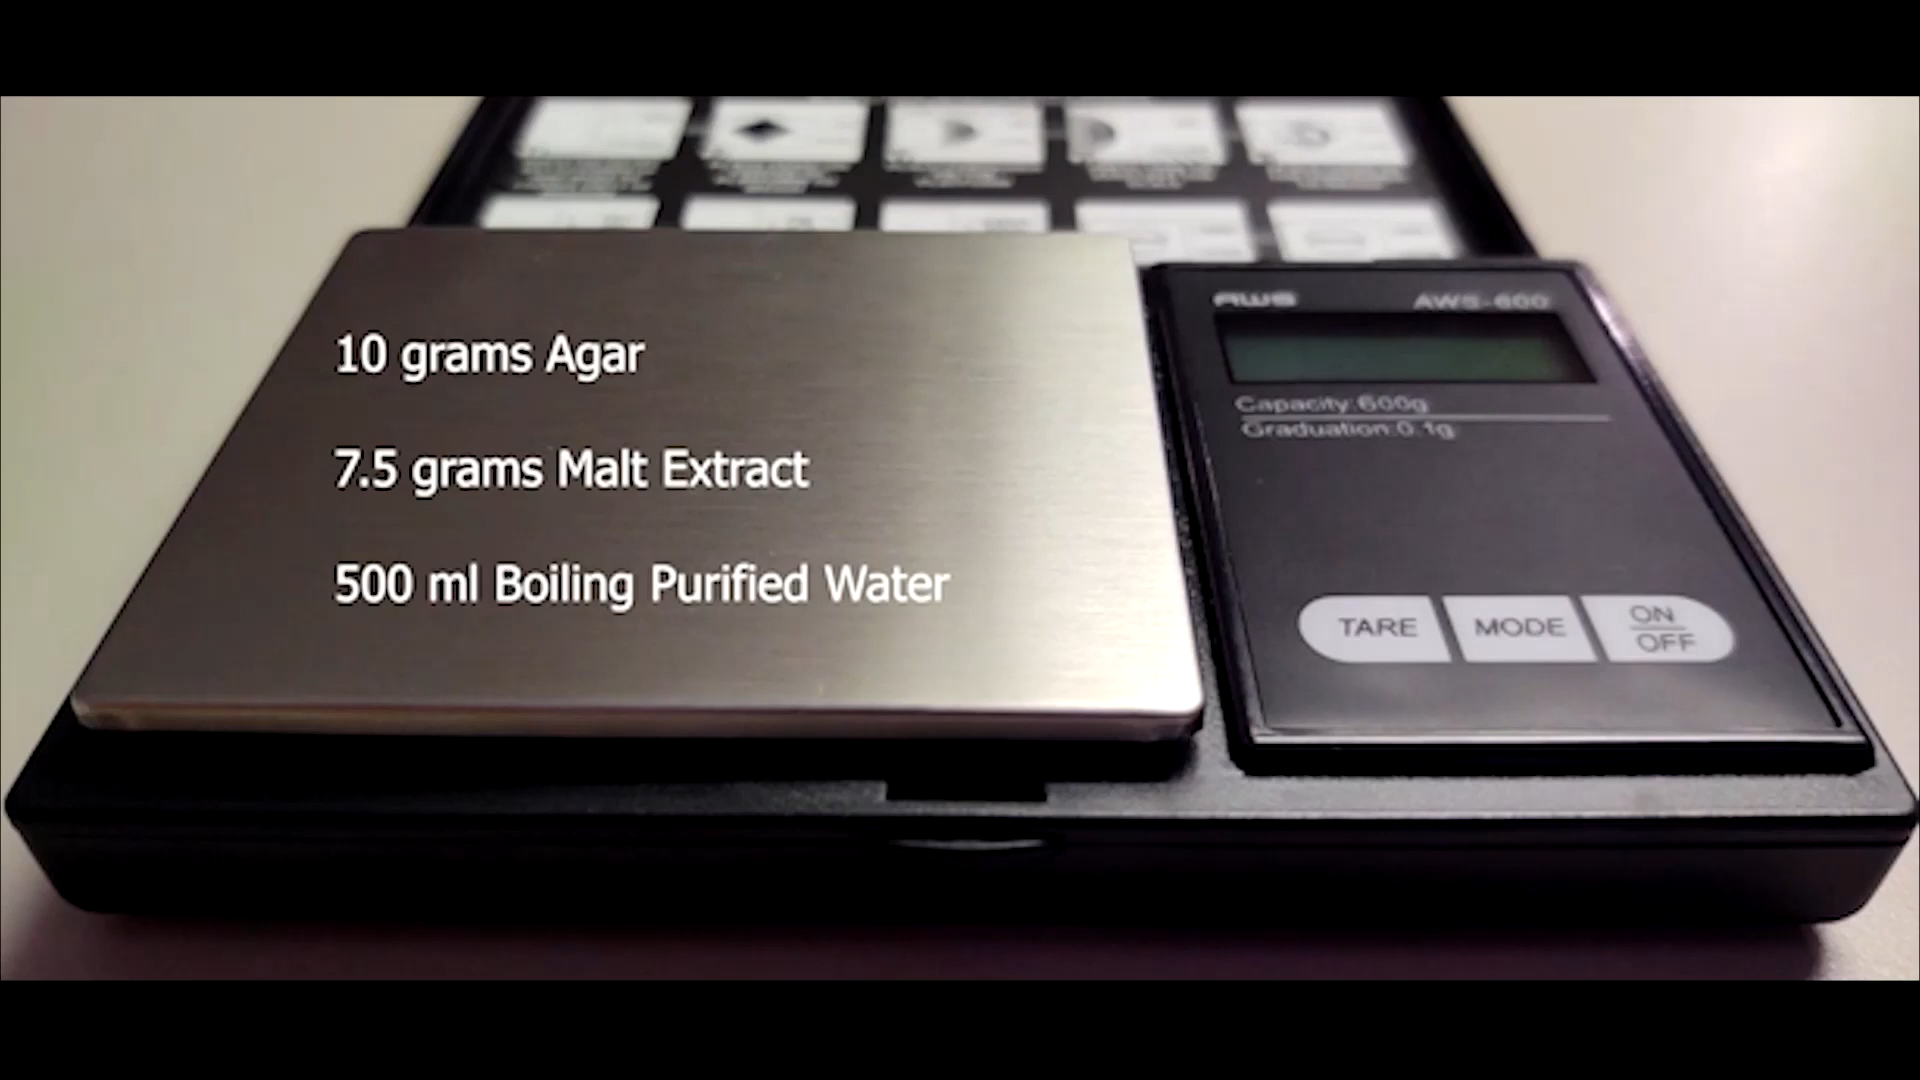 10 grams Agar
7.5 grams Malt Extract
500 ml Boiling Purified Water
AWS AWS-600
Capacity:600g
Graduation:0.1g
TARE MODE ON
OFF